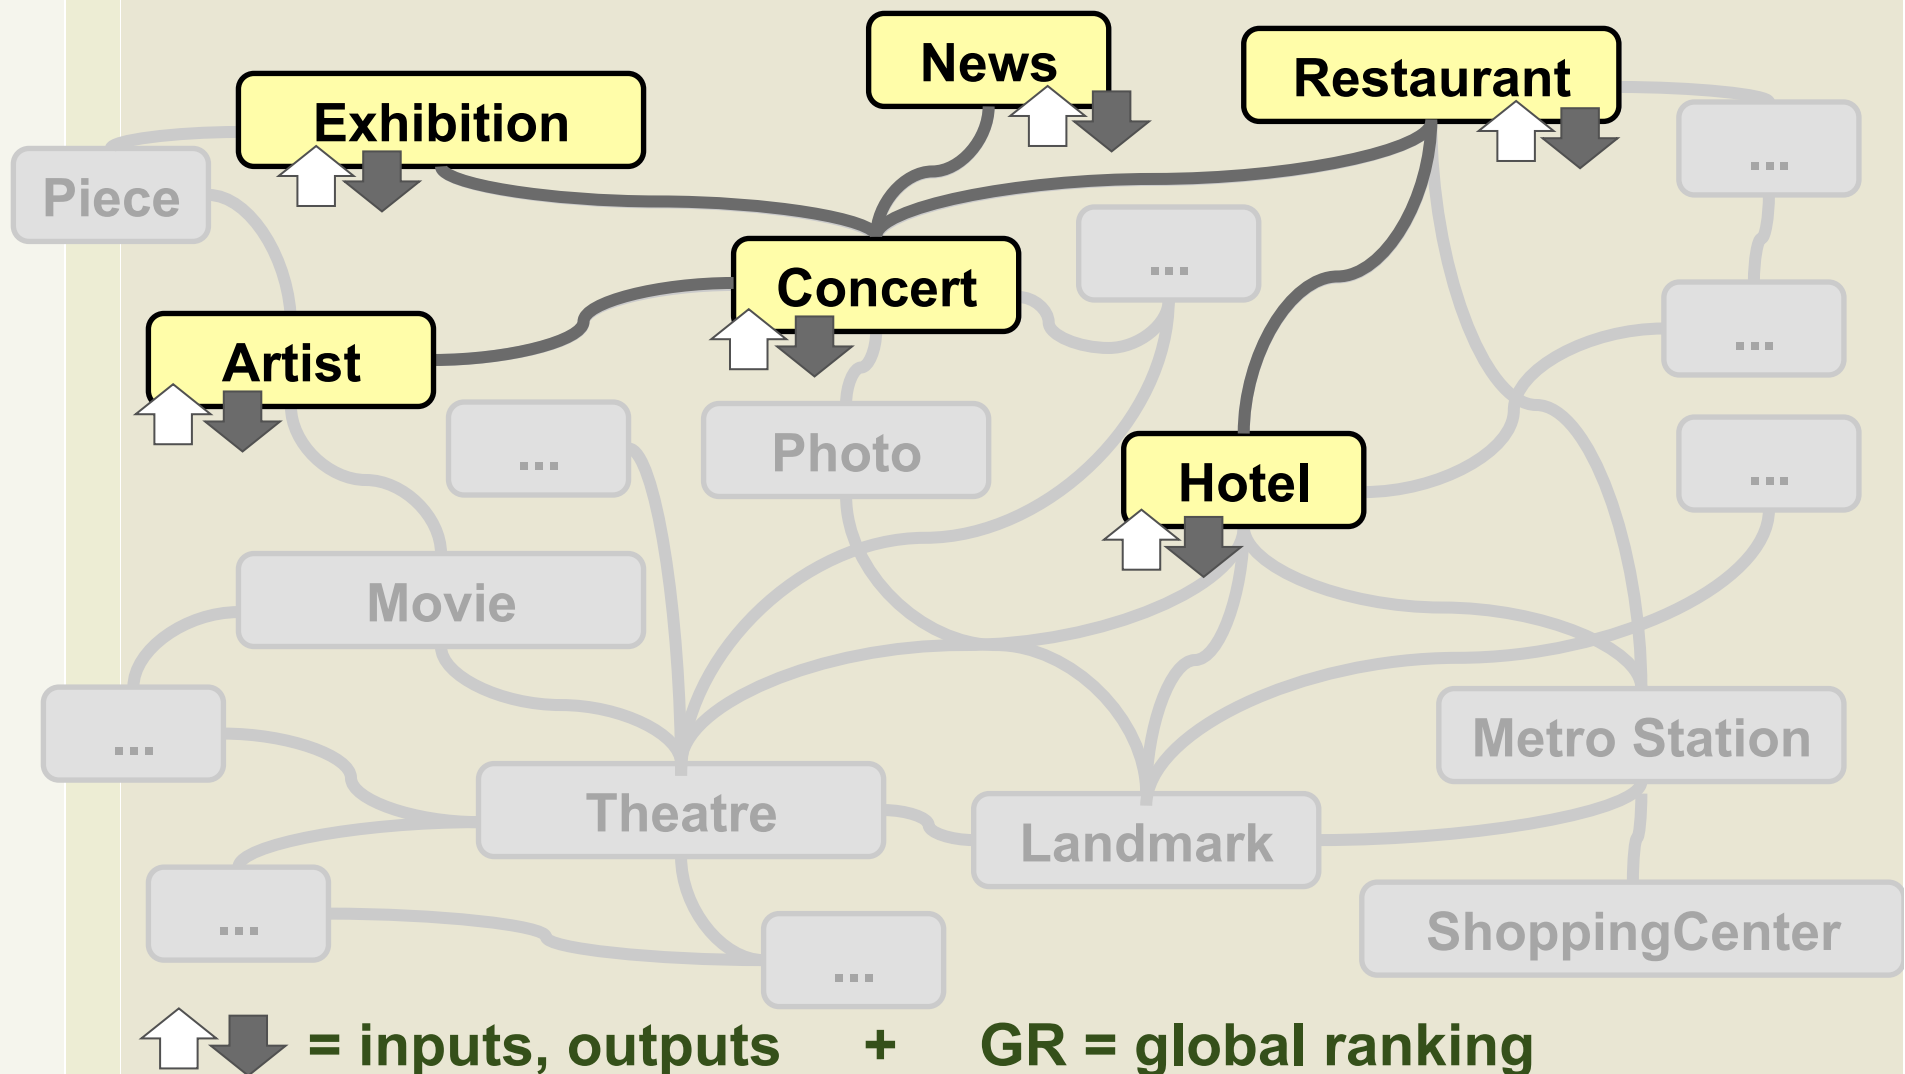 News
Restaurant
Exhibition
...
Piece
...
Concert
...
Artist
...
Photo
Hotel
...
Movie
...
Metro Station
Theatre
Landmark
...
ShoppingCenter
...
= inputs, outputs + GR = global ranking